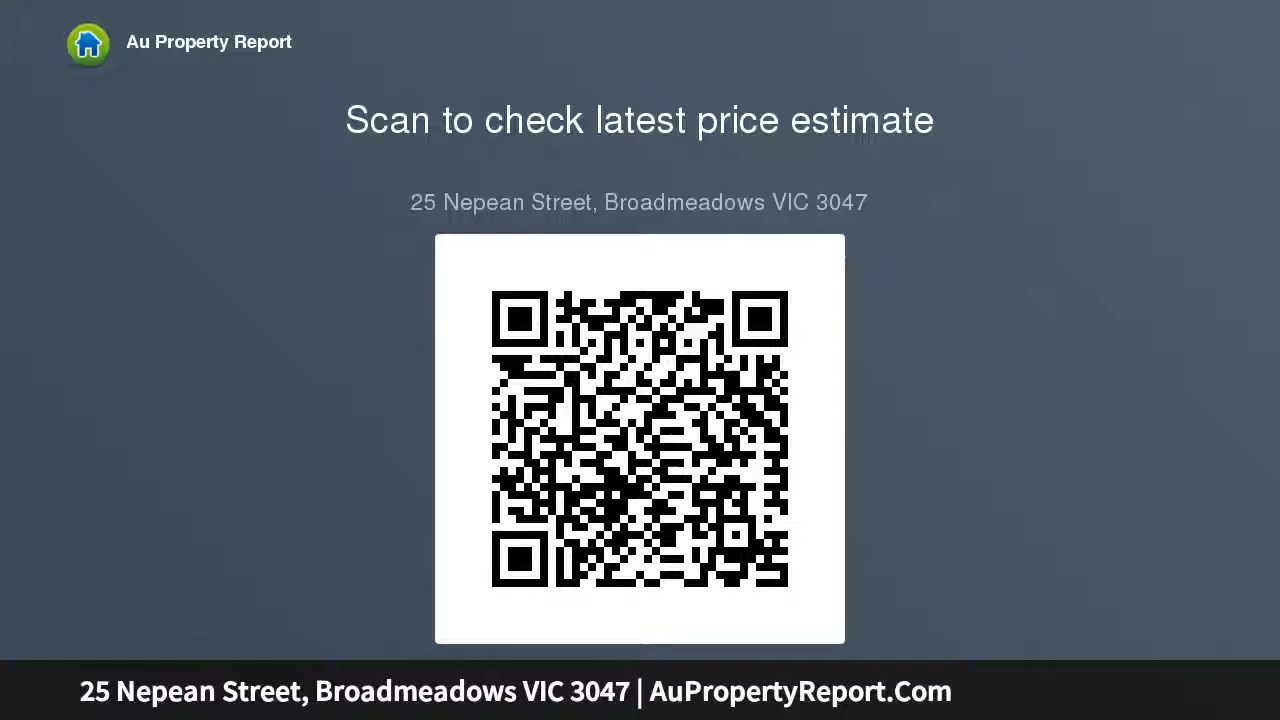 Au Property Report
Scan to check latest price estimate
25 Nepean Street, Broadmeadows VIC 3047
25 Nepean Street, Broadmeadows VIC 3047 | AuPropertyReport.Com